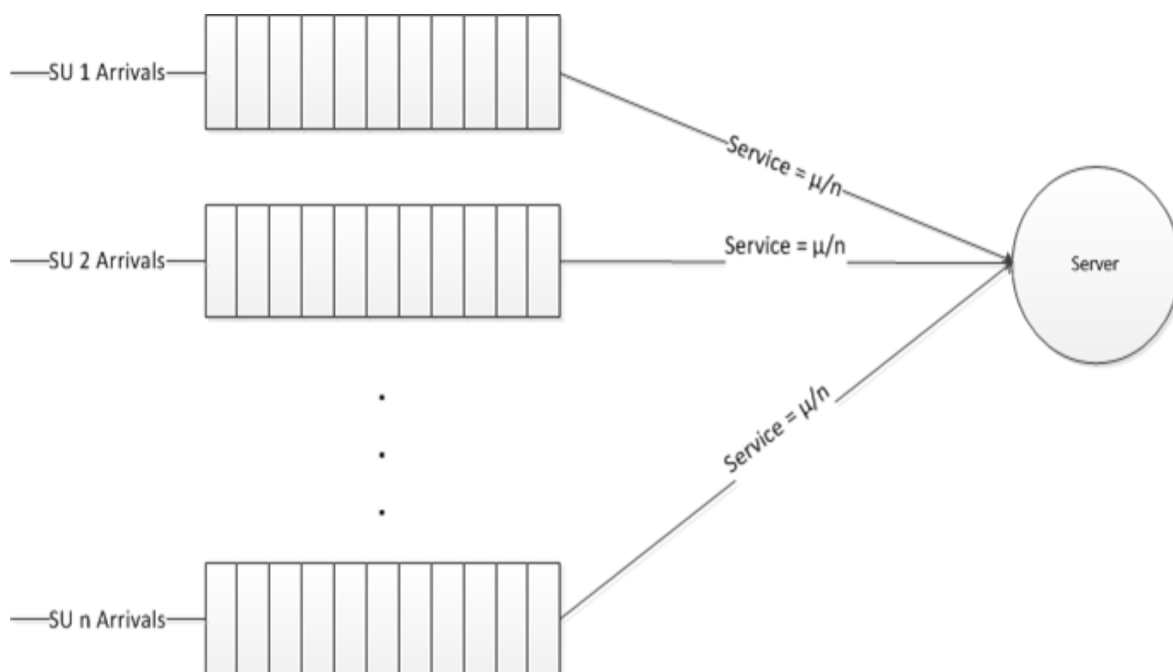 SU 1 Arrivals
Service = µ/n
SU 2 Arrivals
Service = µ/n
Server
Service = µ/n
SU n Arrivals